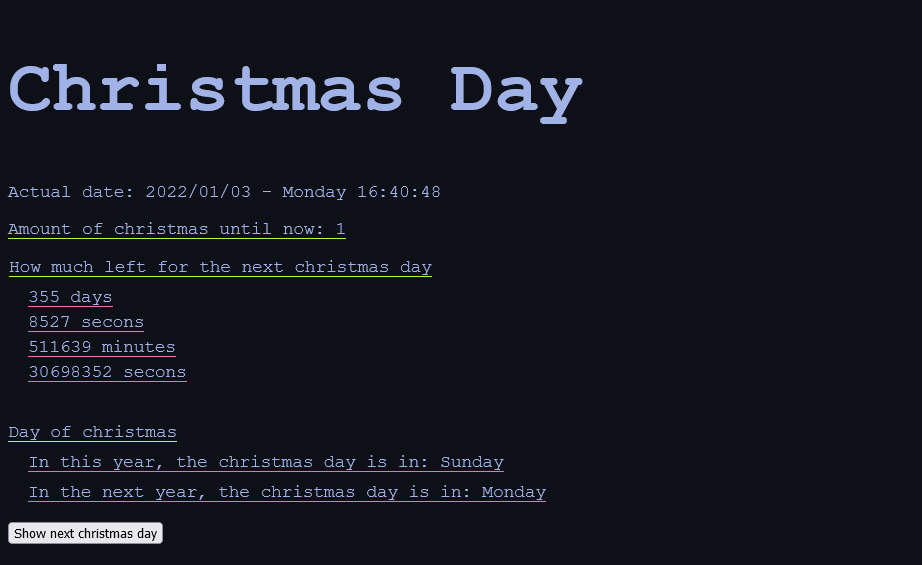 Christmas Day
Actual date: 2022/01/03 - Monday 16:40:48
Amount of christmas until now: 1
How much left for the next christmas day
355 days
8527 secons
511639 minutes
30698352 secons
Day of christmas
In this year, the christmas day is in: Sunday
In the next year, the christmas day is in: Monday
Show next christmas day